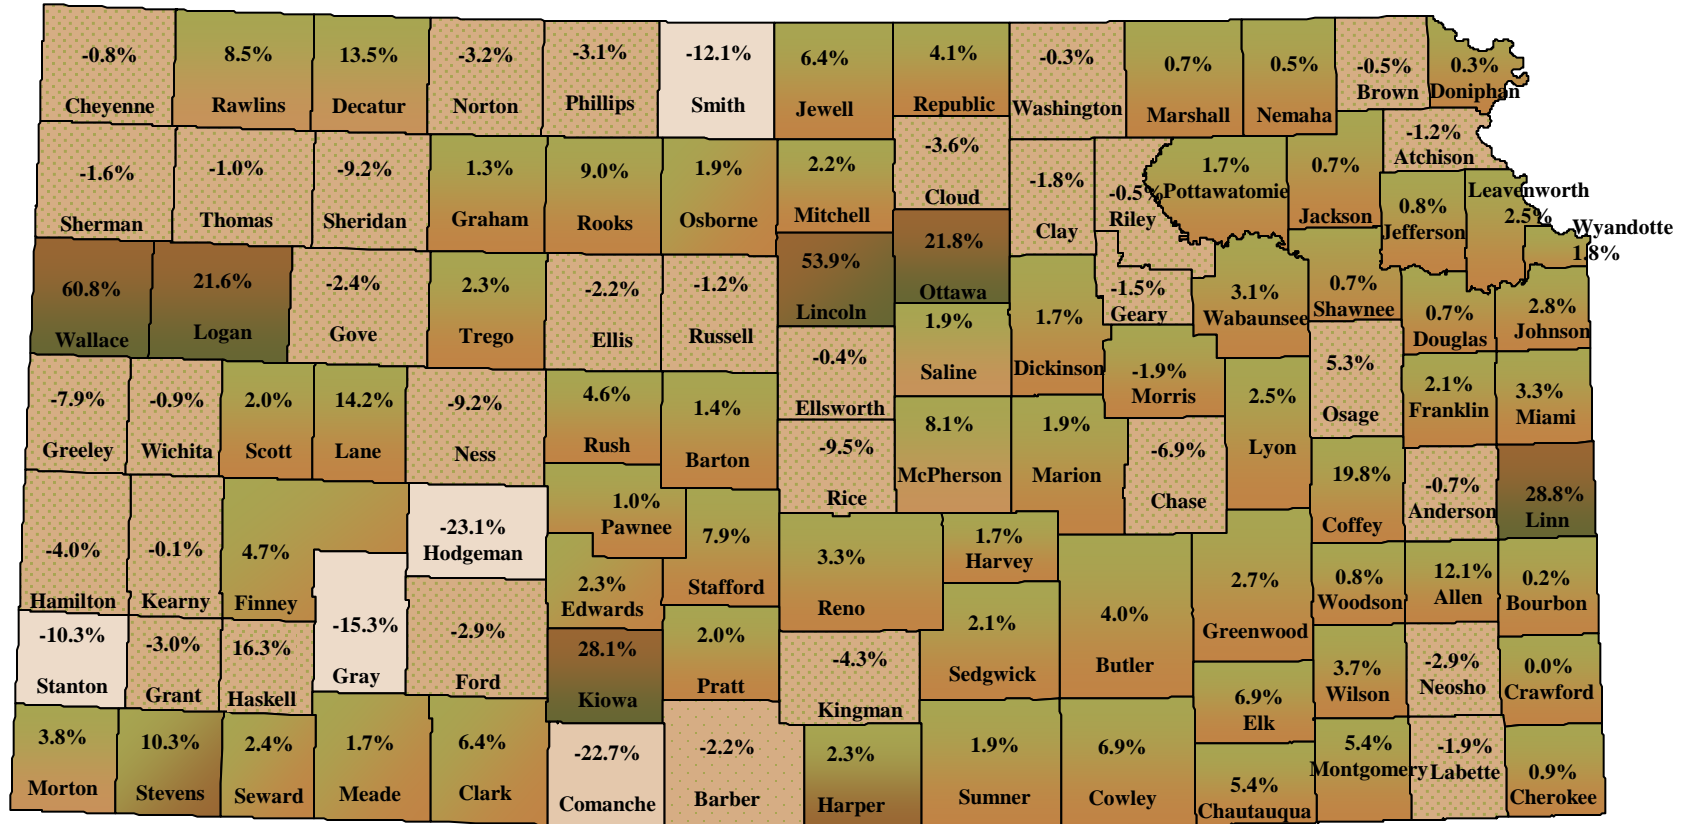 -0.8%
Cheyenne
8.5%
Rawlins
13.5%
Decatur
-3.2%
Norton
-3.1%
Phillips
-12.1%
Smith
6.4%
Jewell
4.1%
Republic
-0.3%
Washington
0.7%
Marshall
0.5%
Nemaha
-0.5%
Brown
0.3%
Doniphan
-1.6%
Sherman
-1.0%
Thomas
-9.2%
Sheridan
1.3%
Graham
9.0%
Rooks
1.9%
Osborne
2.2%
Mitchell
-3.6%
Cloud
-1.8%
Clay
-0.5%
Riley
1.7%
Pottawatomie
0.7%
Jackson
-1.2%
Atchison
0.8%
Jefferson
Leavenworth
2.5%
Wyandotte
1.8%
60.8%
Wallace
21.6%
Logan
-2.4%
Gove
2.3%
Trego
-2.2%
Ellis
-1.2%
Russell
53.9%
Lincoln
21.8%
Ottawa
1.9%
Saline
1.7%
Dickinson
-1.5%
Geary
3.1%
Wabaunsee
0.7%
Shawnee
0.7%
Douglas
2.8%
Johnson
-7.9%
Greeley
-0.9%
Wichita
2.0%
Scott
14.2%
Lane
-9.2%
Ness
4.6%
Rush
1.4%
Barton
-0.4%
Ellsworth
-9.5%
Rice
8.1%
McPherson
1.9%
Marion
-1.9%
Morris
-6.9%
Chase
2.5%
Lyon
5.3%
Osage
2.1%
Franklin
3.3%
Miami
-4.0%
Hamilton
-0.1%
Kearny
4.7%
Finney
-23.1%
Hodgeman
1.0%
Pawnee
7.9%
Stafford
2.3%
Edwards
3.3%
Reno
1.7%
Harvey
4.0%
Butler
2.7%
Greenwood
19.8%
Coffey
-0.7%
Anderson
28.8%
Linn
0.8%
Woodson
12.1%
Allen
0.2%
Bourbon
-10.3%
Stanton
-3.0%
Grant
16.3%
Haskell
-15.3%
Gray
-2.9%
Ford
28.1%
Kiowa
2.0%
Pratt
-4.3%
Kingman
2.1%
Sedgwick
6.9%
Elk
3.7%
Wilson
-2.9%
Neosho
0.0%
Crawford
3.8%
Morton
10.3%
Stevens
2.4%
Seward
1.7%
Meade
6.4%
Clark
-22.7%
Comanche
-2.2%
Barber
2.3%
Harper
1.9%
Sumner
6.9%
Cowley
5.4%
Chautauqua
5.4%
Montgomery
-1.9%
Labette
0.9%
Cherokee